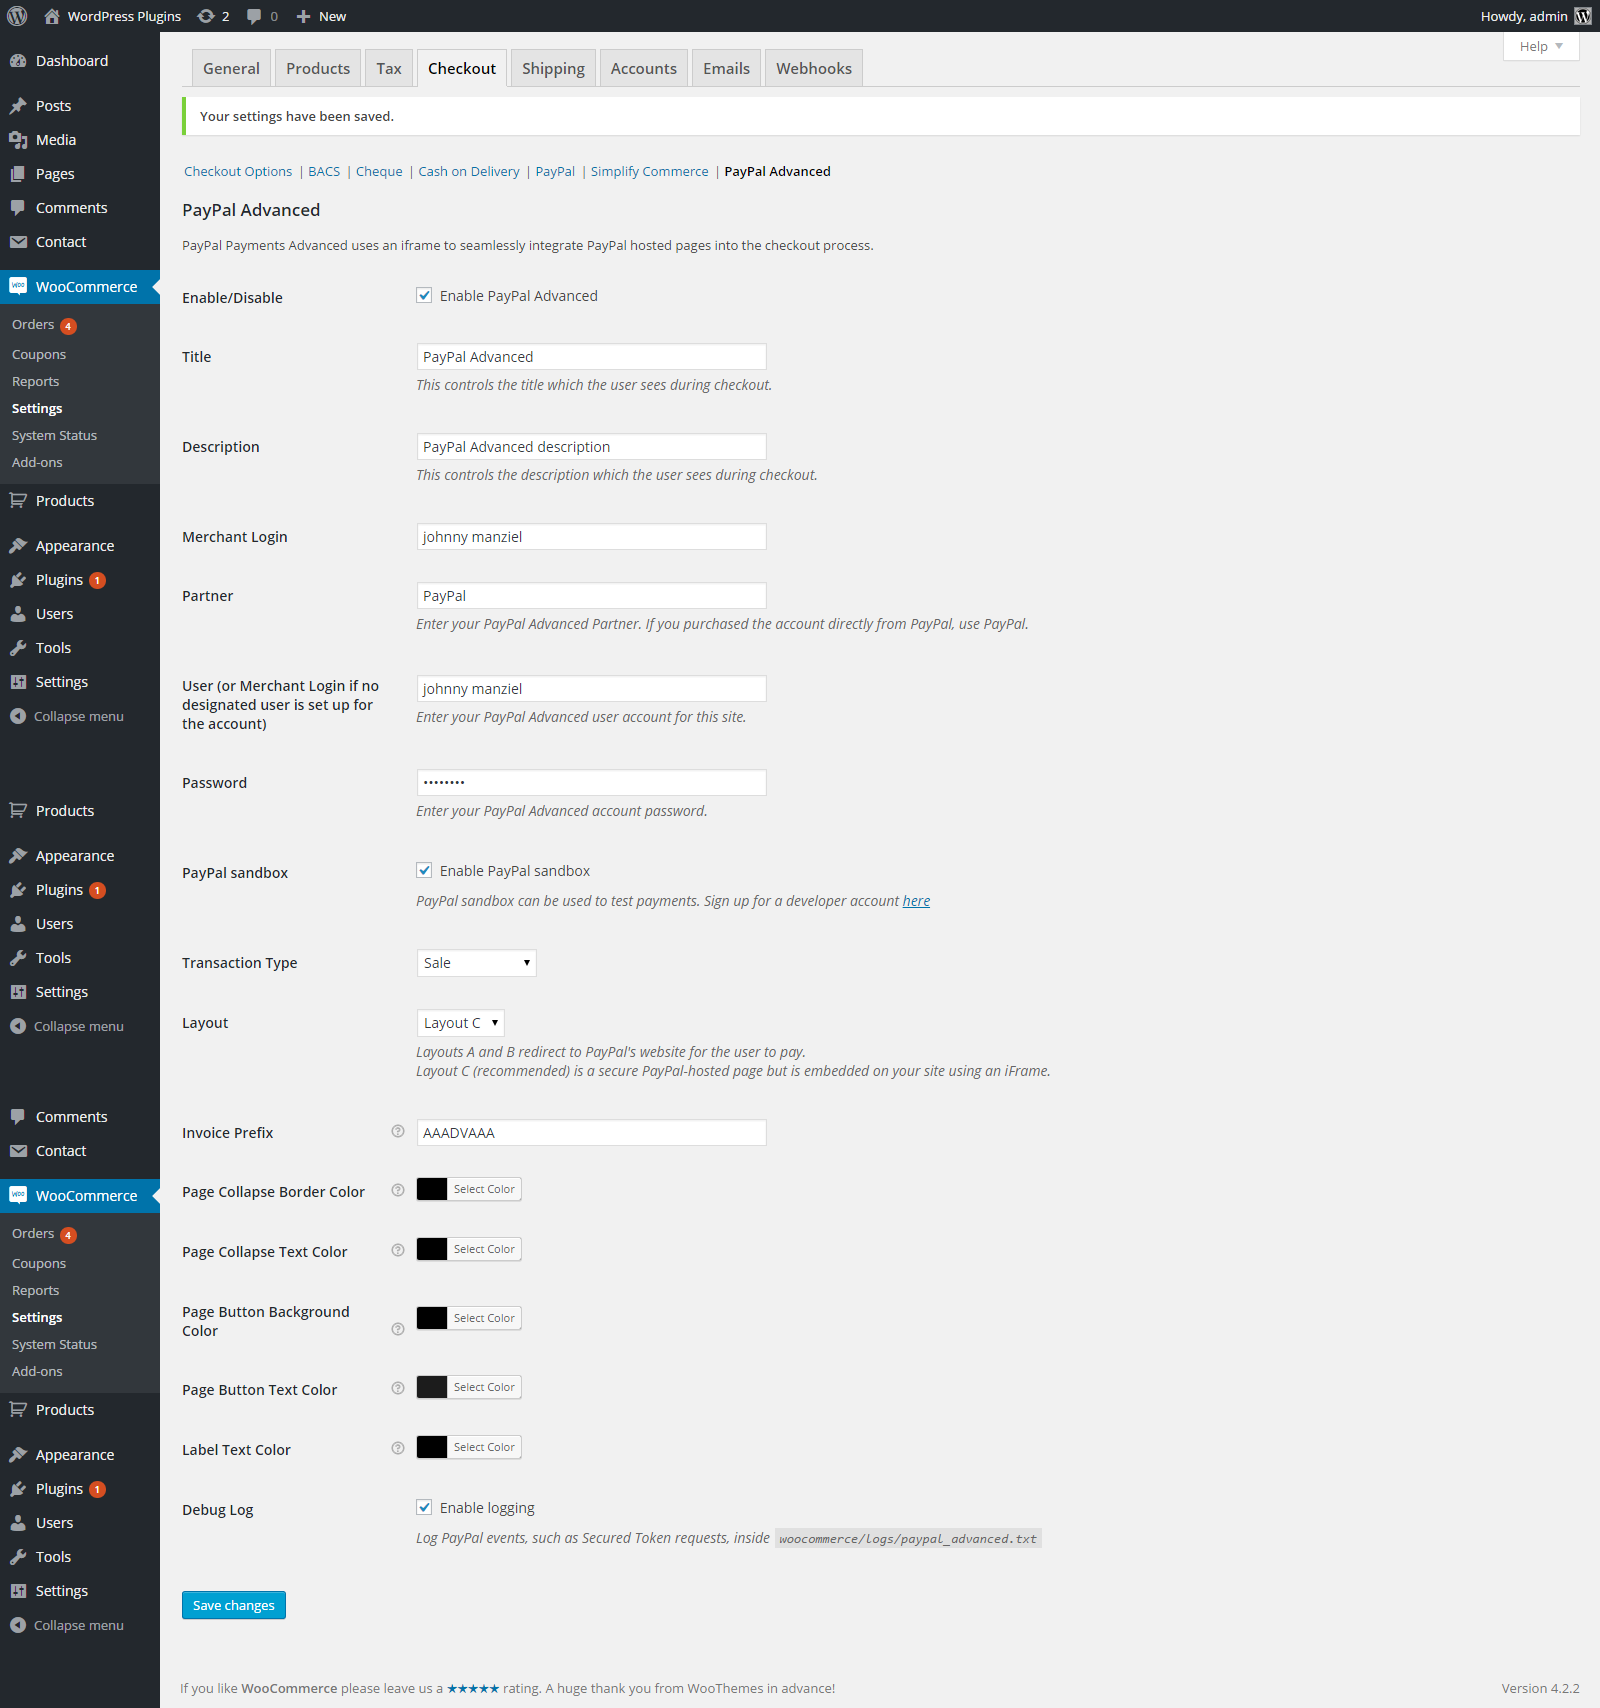 WordPress Plugins 2 0 New Howdy, admin
Dashboard
Posts
Media
Pages
Comments
Contact
WooCommerce
Orders 4
Coupons
Reports
Settings
System Status
Add-ons
Products
Appearance
Plugins 1
Users
Tools
Settings
Collapse menu
Products
Appearance
Plugins 1
Users
Tools
Settings
Collapse menu
Comments
Contact
WooCommerce
Orders 4
Coupons
Reports
Settings
System Status
Add-ons
Products
Appearance
Plugins 1
Users
Tools
Settings
Collapse menu
Help
General Products Tax Checkout Shipping Accounts Emails Webhooks
Your settings have been saved.
Checkout Options | BACS | Cheque | Cash on Delivery | PayPal | Simplify Commerce | PayPal Advanced
PayPal Advanced
PayPal Payments Advanced uses an iframe to seamlessly integrate PayPal hosted pages into the checkout process.
Enable/Disable Enable PayPal Advanced
Title PayPal Advanced
This controls the title which the user sees during checkout.
Description PayPal Advanced description
This controls the description which the user sees during checkout.
Merchant Login johnny manziel
Partner PayPal
Enter your PayPal Advanced Partner. If you purchased the account directly from PayPal, use PayPal.
User (or Merchant Login if no
designated user is set up for
the account)
johnny manziel
Enter your PayPal Advanced user account for this site.
Password ••••••••
Enter your PayPal Advanced account password.
PayPal sandbox Enable PayPal sandbox
PayPal sandbox can be used to test payments. Sign up for a developer account here
Transaction Type Sale
Layout Layout C
Layouts A and B redirect to PayPal's website for the user to pay.
Layout C (recommended) is a secure PayPal-hosted page but is embedded on your site using an iFrame.
Invoice Prefix ? AAADVAAA
Page Collapse Border Color ? Select Color
Page Collapse Text Color ? Select Color
Page Button Background
Color ? Select Color
Page Button Text Color ? Select Color
Label Text Color ? Select Color
Debug Log Enable logging
Log PayPal events, such as Secured Token requests, inside woocommerce/logs/paypal_advanced.txt
Save changes
If you like WooCommerce please leave us a ★★★★★ rating. A huge thank you from WooThemes in advance! Version 4.2.2